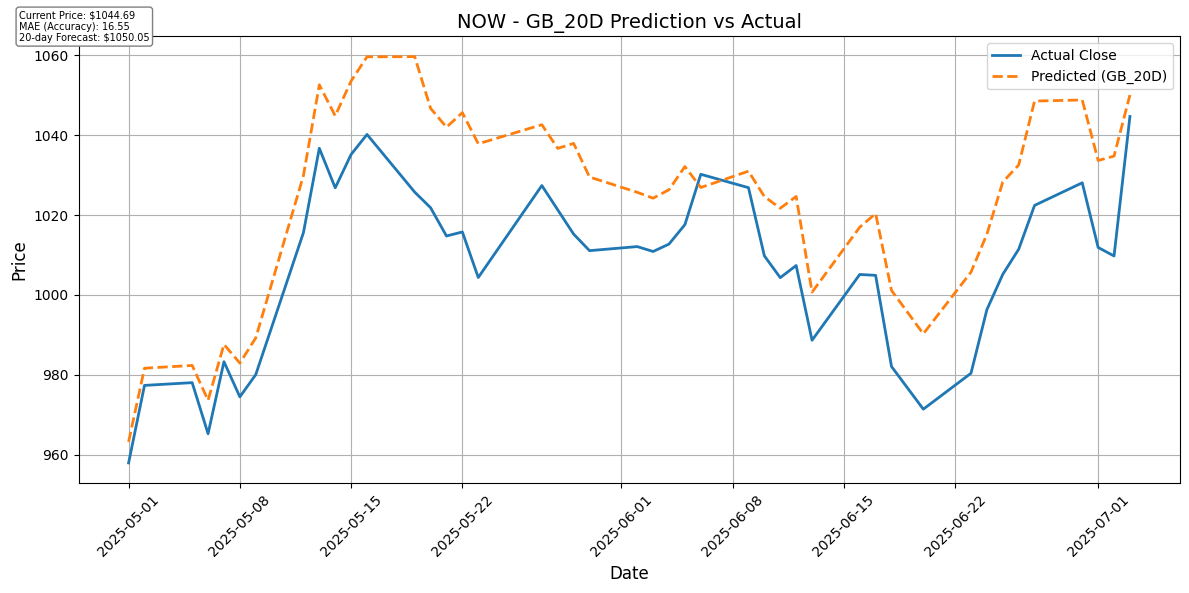 NOW - GB_20D Prediction vs Actual
Current Price: $1044.69
MAE (Accuracy): 16.55
20-day Forecast: $1050.05
Actual Close
Predicted (GB_20D)
Price
1060
1040
1020
1000
980
960
2025-05-01
2025-05-08
2025-05-15
2025-05-22
2025-06-01
2025-06-08
2025-06-15
2025-06-22
2025-07-01
Date